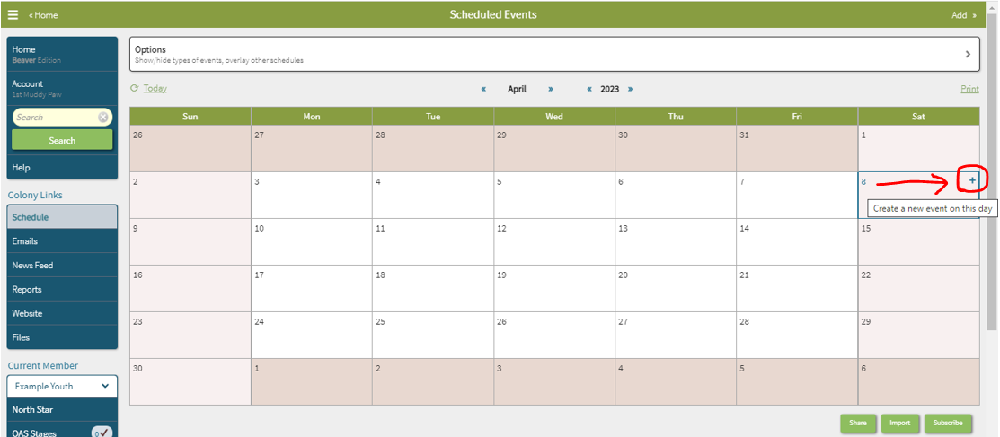 « Home
Scheduled Events
Add »
Home
Beaver Edition
Account
1st Muddy Paw
Search
Search
Help
Colony Links
Schedule
Emails
News Feed
Reports
Website
Files
Current Member
Example Youth
North Star
OAS Stages 0
Options
Show/hide types of events, overlay other schedules
Today
« April » « 2023 »
Print
Sun Mon Tue Wed Thu Fri Sat
26 27 28 29 30 31 1
2 3 4 5 6 7 8 +
Create a new event on this day
9 10 11 12 13 14 15
16 17 18 19 20 21 22
23 24 25 26 27 28 29
30 1 2 3 4 5 6
Share Import Subscribe